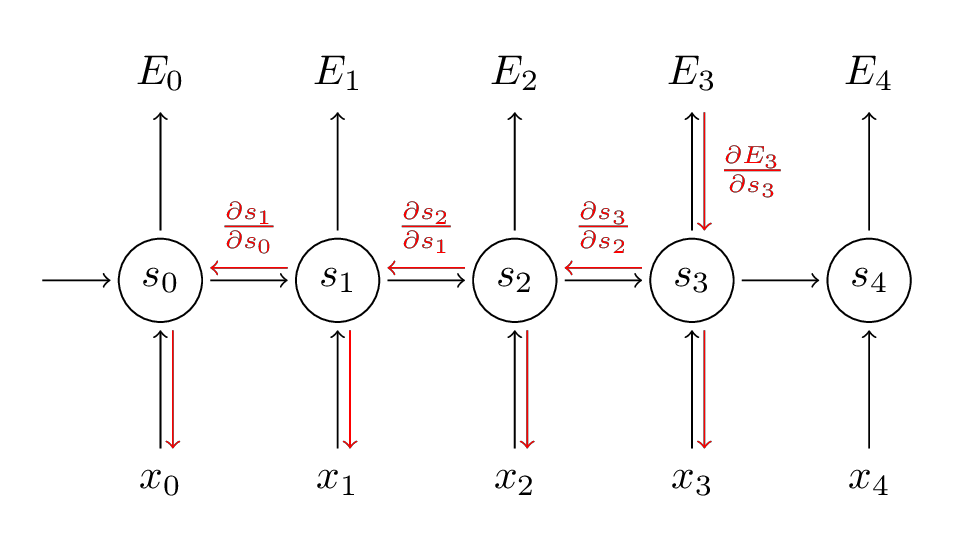 E₀ E₁ E₂ E₃ E₄
∂E₃/∂s₃
∂s₁/∂s₀ ∂s₂/∂s₁ ∂s₃/∂s₂
s₀ s₁ s₂ s₃ s₄
x₀ x₁ x₂ x₃ x₄